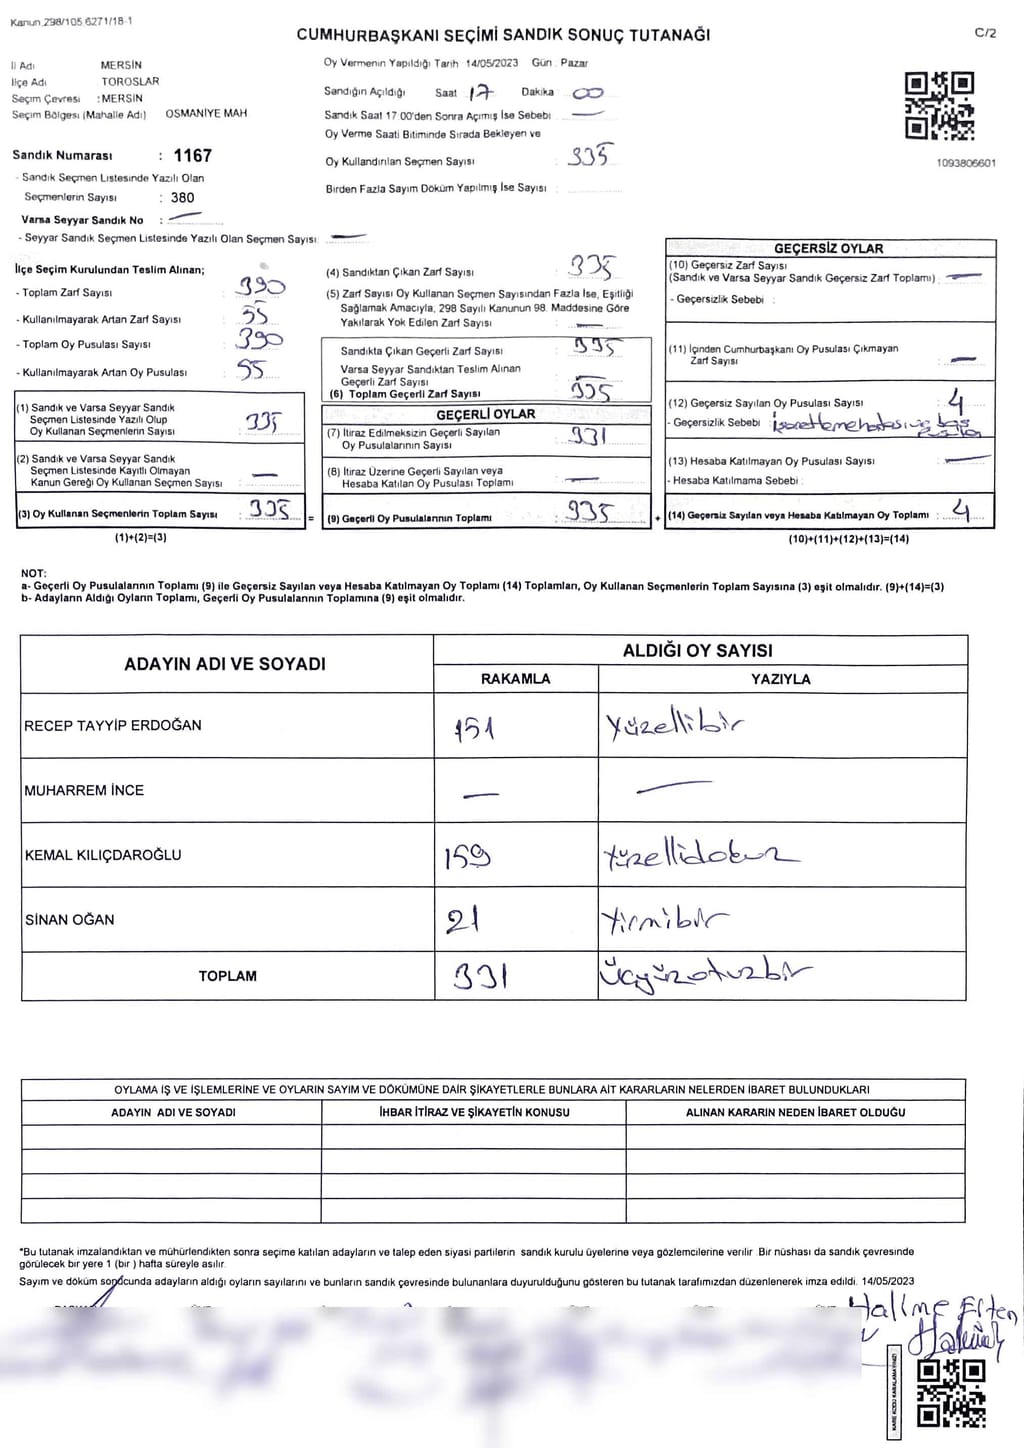 Kanun 298/105 6271/18-1
CUMHURBAŞKANI SEÇİMİ SANDIK SONUÇ TUTANAĞI
C/2
İl Adı MERSİN
İlçe Adı TOROSLAR
Seçim Çevresi :MERSİN
Seçim Bölgesi (Mahalle Adı) OSMANİYE MAH
Sandık Numarası : 1167
- Sandık Seçmen Listesinde Yazılı Olan
Seçmenlerin Sayısı : 380
Varsa Seyyar Sandık No : —
- Seyyar Sandık Seçmen Listesinde Yazılı Olan Seçmen Sayısı —
Oy Vermenin Yapıldığı Tarih 14/05/2023 Gün : Pazar
Sandığın Açıldığı Saat 17 Dakika 00
Sandık Saat 17 00'den Sonra Açımış İse Sebebi —
Oy Verme Saati Bitiminde Sırada Bekleyen ve
Oy Kullandırılan Seçmen Sayısı : 335
Birden Fazla Sayım Döküm Yapılmış İse Sayısı :
1093806601
İlçe Seçim Kurulundan Teslim Alınan;
- Toplam Zarf Sayısı : 390
- Kullanılmayarak Artan Zarf Sayısı : 55
- Toplam Oy Pusulası Sayısı : 390
- Kullanılmayarak Artan Oy Pusulası : 55
(1) Sandık ve Varsa Seyyar Sandık
Seçmen Listesinde Yazılı Olup
Oy Kullanan Seçmenlerin Sayısı : 335
(2) Sandık ve Varsa Seyyar Sandık
Seçmen Listesinde Kayıtlı Olmayan
Kanun Gereği Oy Kullanan Seçmen Sayısı : —
(3) Oy Kullanan Seçmenlerin Toplam Sayısı : 335 =
(1)+(2)=(3)
(4) Sandıktan Çıkan Zarf Sayısı : 335
(5) Zarf Sayısı Oy Kullanan Seçmen Sayısından Fazla İse, Eşitliği
Sağlamak Amacıyla, 298 Sayılı Kanunun 98. Maddesine Göre
Yakılarak Yok Edilen Zarf Sayısı : —
Sandıkta Çıkan Geçerli Zarf Sayısı : 335
Varsa Seyyar Sandıktan Teslim Alınan
Geçerli Zarf Sayısı : —
(6) Toplam Geçerli Zarf Sayısı : 335
GEÇERLİ OYLAR
(7) İtiraz Edilmeksizin Geçerli Sayılan
Oy Pusulalarının Sayısı : 331
(8) İtiraz Üzerine Geçerli Sayılan veya
Hesaba Katılan Oy Pusulası Toplamı : —
(9) Geçerli Oy Pusulalarının Toplamı : 335 +
GEÇERSİZ OYLAR
(10) Geçersiz Zarf Sayısı
(Sandık ve Varsa Seyyar Sandık Geçersiz Zarf Toplamı) : —
- Geçersizlik Sebebi :
(11) İçinden Cumhurbaşkanı Oy Pusulası Çıkmayan
Zarf Sayısı : —
(12) Geçersiz Sayılan Oy Pusulası Sayısı : 4
- Geçersizlik Sebebi : ve boş
(13) Hesaba Katılmayan Oy Pusulası Sayısı : —
- Hesaba Katılmama Sebebi :
(14) Geçersiz Sayılan veya Hesaba Katılmayan Oy Toplamı : 4
(10)+(11)+(12)+(13)=(14)
NOT:
a- Geçerli Oy Pusulalarının Toplamı (9) ile Geçersiz Sayılan veya Hesaba Katılmayan Oy Toplamı (14) Toplamları, Oy Kullanan Seçmenlerin Toplam Sayısına (3) eşit olmalıdır. (9)+(14)=(3)
b- Adayların Aldığı Oyların Toplamı, Geçerli Oy Pusulalarının Toplamına (9) eşit olmalıdır.
ADAYIN ADI VE SOYADI ALDIĞI OY SAYISI
RAKAMLA YAZIYLA
RECEP TAYYİP ERDOĞAN 151 Yüzellibir
MUHARREM İNCE — —
KEMAL KILIÇDAROĞLU 159 Yüzellidokuz
SİNAN OĞAN 21 Yirmibir
TOPLAM 331 Üçyüzotuzbir
OYLAMA İŞ VE İŞLEMLERİNE VE OYLARIN SAYIM VE DÖKÜMÜNE DAİR ŞİKAYETLERLE BUNLARA AİT KARARLARIN NELERDEN İBARET BULUNDUKLARI
ADAYIN ADI VE SOYADI İHBAR İTİRAZ VE ŞİKAYETİN KONUSU ALINAN KARARIN NEDEN İBARET OLDUĞU
*Bu tutanak imzalandıktan ve mühürlendikten sonra seçime katılan adayların ve talep eden siyasi partilerin sandık kurulu üyelerine veya gözlemcilerine verilir. Bir nüshası da sandık çevresinde
görülecek bir yere 1 (bir ) hafta süreyle asılır.
Sayım ve döküm sonucunda adayların aldığı oyların sayılarını ve bunların sandık çevresinde bulunanlara duyurulduğunu gösteren bu tutanak tarafımızdan düzenlenerek imza edildi. 14/05/2023
Halime Elten
KARE KODU KARALAMAYINIZ!